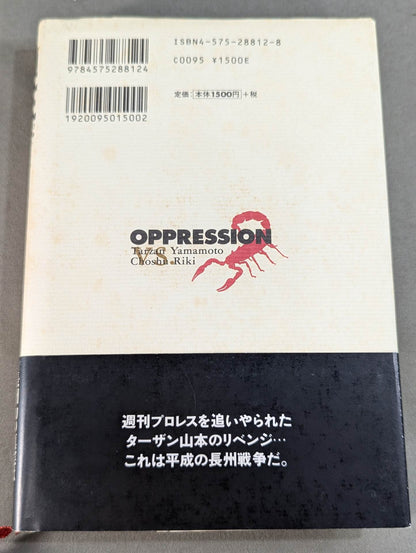 ISBN4-575-28812-8
C0095 ¥1500E
9784575288124
定価：本体1500円＋税
1920095015002
OPPRESSION
Tarzan Yamamoto
VS.
Choshu Riki
週刊プロレスを追いやられた
ターザン山本のリベンジ…
これは平成の長州戦争だ。